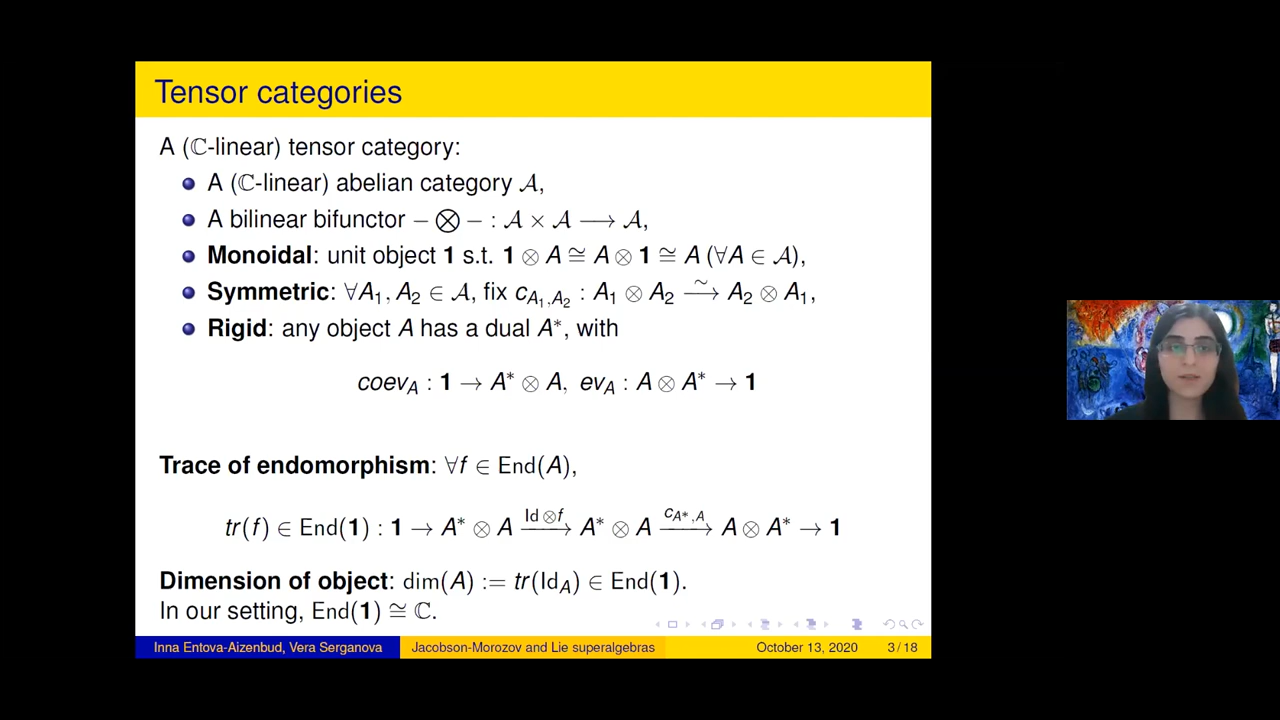 Tensor categories
A (ℂ-linear) tensor category:
A (ℂ-linear) abelian category 𝒜,
A bilinear bifunctor − ⊗ − : 𝒜 × 𝒜 ⟶ 𝒜,
Monoidal: unit object 1 s.t. 1 ⊗ A ≅ A ⊗ 1 ≅ A (∀A ∈ 𝒜),
Symmetric: ∀A₁, A₂ ∈ 𝒜, fix c_{A₁,A₂} : A₁ ⊗ A₂ ⟶̃ A₂ ⊗ A₁,
Rigid: any object A has a dual A*, with
coev_A : 1 → A* ⊗ A, ev_A : A ⊗ A* → 1
Trace of endomorphism: ∀f ∈ End(A),
tr(f) ∈ End(1) : 1 → A* ⊗ A —Id ⊗f→ A* ⊗ A —c_{A*,A}→ A ⊗ A* → 1
Dimension of object: dim(A) := tr(Id_A) ∈ End(1).
In our setting, End(1) ≅ ℂ.
Inna Entova-Aizenbud, Vera Serganova Jacobson-Morozov and Lie superalgebras October 13, 2020 3 / 18